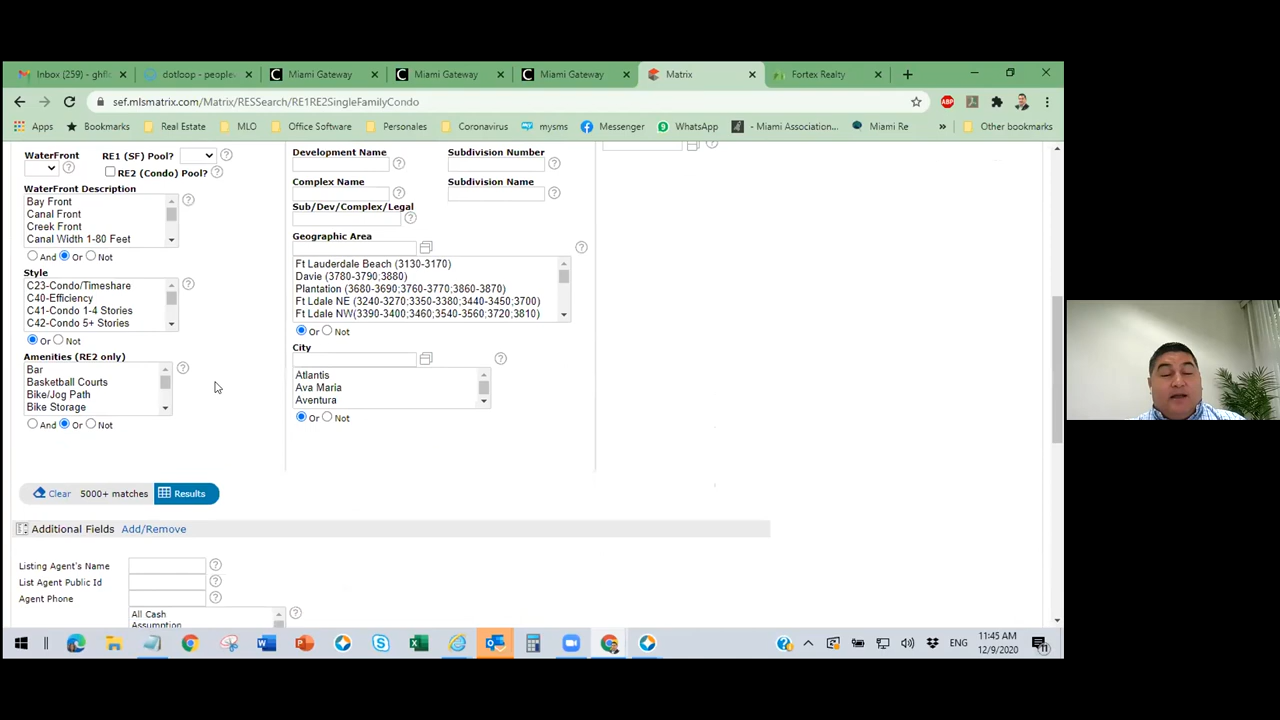 Inbox (259) - ghfl
dotloop - people
Miami Gateway
Miami Gateway
Miami Gateway
Matrix
Fortex Realty
sef.mlsmatrix.com/Matrix/RESSearch/RE1RE2SingleFamilyCondo
ABP
Apps
Bookmarks
Real Estate
MLO
Office Software
Personales
Coronavirus
mysms
Messenger
WhatsApp
- Miami Association...
Miami Re
»
Other bookmarks
WaterFront
RE1 (SF) Pool?
RE2 (Condo) Pool?
WaterFront Description
Bay Front
Canal Front
Creek Front
Canal Width 1-80 Feet
And Or Not
Style
C23-Condo/Timeshare
C40-Efficiency
C41-Condo 1-4 Stories
C42-Condo 5+ Stories
Or Not
Amenities (RE2 only)
Bar
Basketball Courts
Bike/Jog Path
Bike Storage
And Or Not
Development Name
Subdivision Number
Complex Name
Subdivision Name
Sub/Dev/Complex/Legal
Geographic Area
Ft Lauderdale Beach (3130-3170)
Davie (3780-3790;3880)
Plantation (3680-3690;3760-3770;3860-3870)
Ft Ldale NE (3240-3270;3350-3380;3440-3450;3700)
Ft Ldale NW(3390-3400;3460;3540-3560;3720;3810)
Or Not
City
Atlantis
Ava Maria
Aventura
Or Not
Clear
5000+ matches
Results
Additional Fields Add/Remove
Listing Agent's Name
List Agent Public Id
Agent Phone
All Cash
Assumption
ENG
11:45 AM
12/9/2020